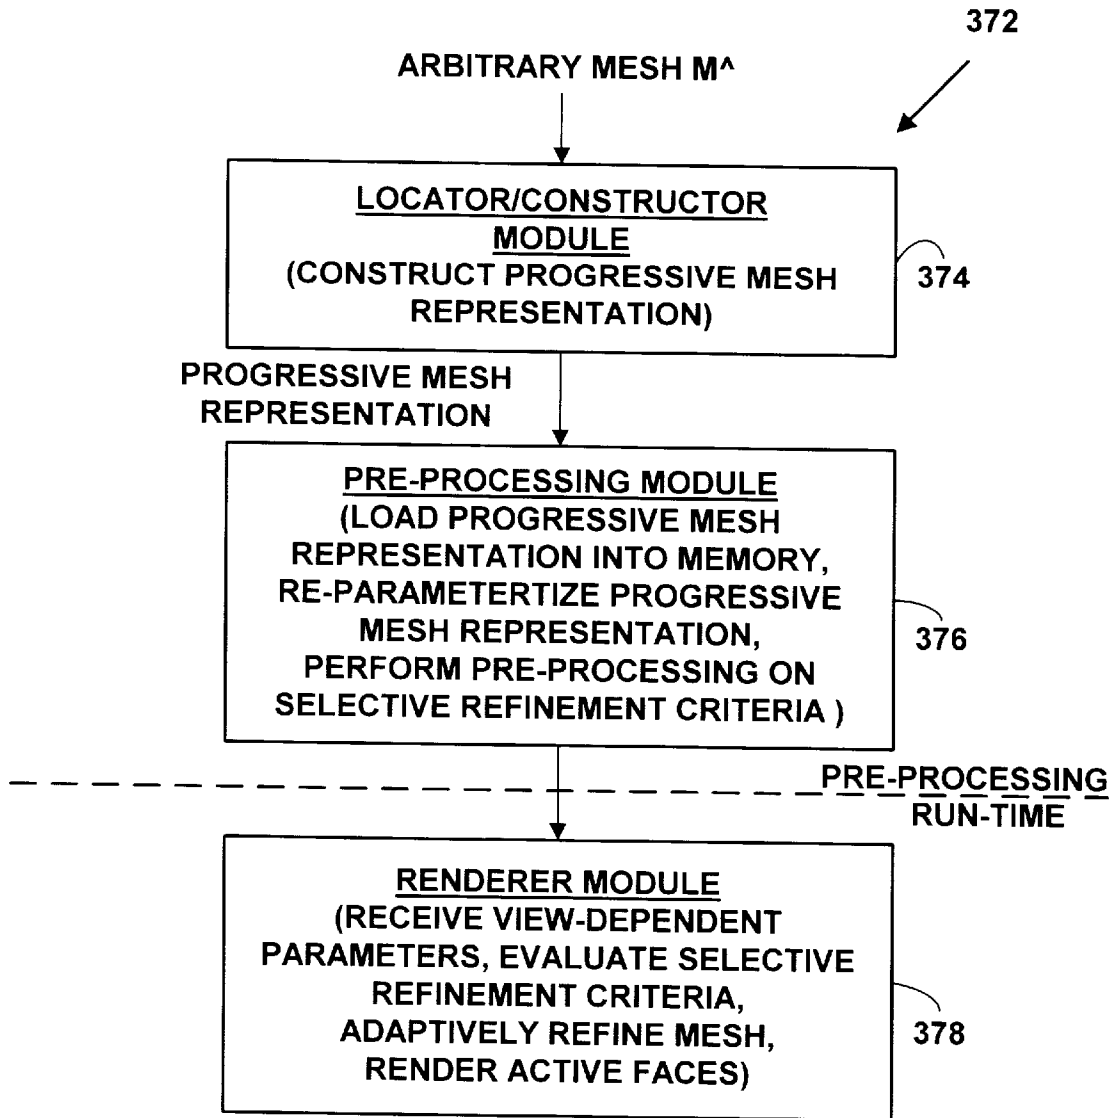 372
ARBITRARY MESH M^
LOCATOR/CONSTRUCTOR
MODULE
(CONSTRUCT PROGRESSIVE MESH
REPRESENTATION)
374
PROGRESSIVE MESH
REPRESENTATION
PRE-PROCESSING MODULE
(LOAD PROGRESSIVE MESH
REPRESENTATION INTO MEMORY,
RE-PARAMETERTIZE PROGRESSIVE
MESH REPRESENTATION,
PERFORM PRE-PROCESSING ON
SELECTIVE REFINEMENT CRITERIA )
376
PRE-PROCESSING
RUN-TIME
RENDERER MODULE
(RECEIVE VIEW-DEPENDENT
PARAMETERS, EVALUATE SELECTIVE
REFINEMENT CRITERIA,
ADAPTIVELY REFINE MESH,
RENDER ACTIVE FACES)
378